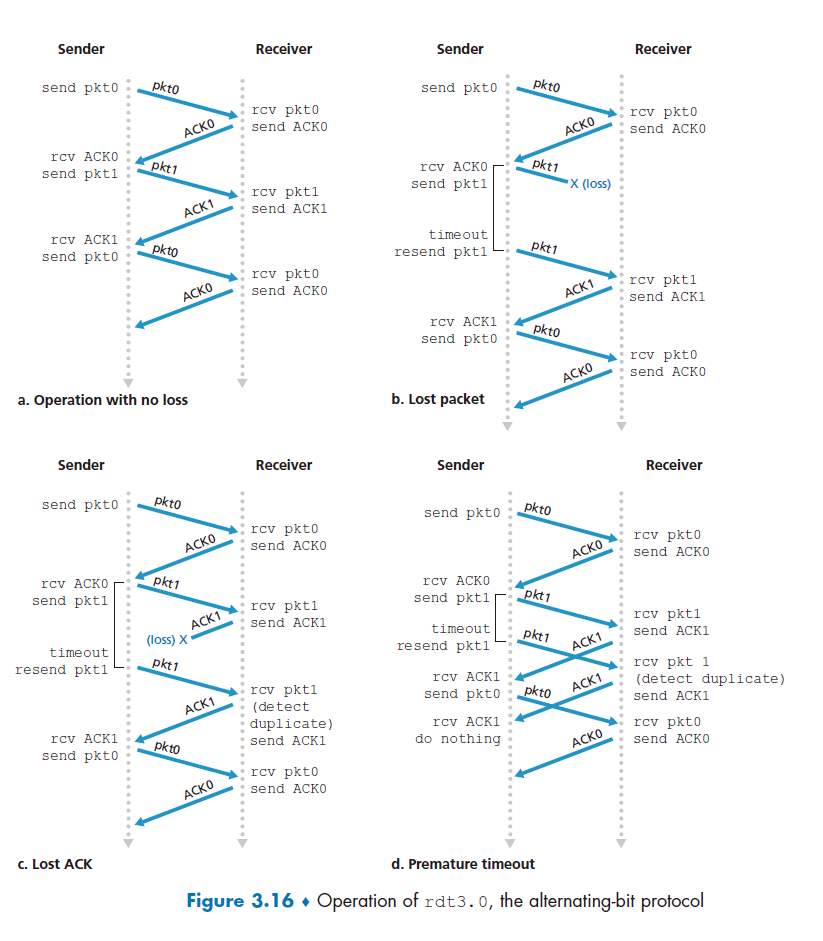 Sender
Receiver
send pkt0
pkt0
rcv pkt0
send ACK0
ACK0
rcv ACK0
send pkt1
pkt1
rcv pkt1
send ACK1
ACK1
rcv ACK1
send pkt0
pkt0
rcv pkt0
send ACK0
ACK0
a. Operation with no loss
Sender
Receiver
send pkt0
pkt0
rcv pkt0
send ACK0
ACK0
rcv ACK0
send pkt1
pkt1
X (loss)
timeout
resend pkt1
pkt1
rcv pkt1
send ACK1
ACK1
rcv ACK1
send pkt0
pkt0
rcv pkt0
send ACK0
ACK0
b. Lost packet
Sender
Receiver
send pkt0
pkt0
rcv pkt0
send ACK0
ACK0
rcv ACK0
send pkt1
pkt1
rcv pkt1
send ACK1
ACK1
(loss) X
timeout
resend pkt1
pkt1
rcv pkt1
(detect
duplicate)
send ACK1
ACK1
rcv ACK1
send pkt0
pkt0
rcv pkt0
send ACK0
ACK0
c. Lost ACK
Sender
Receiver
send pkt0
pkt0
rcv pkt0
send ACK0
ACK0
rcv ACK0
send pkt1
pkt1
rcv pkt1
send ACK1
ACK1
timeout
resend pkt1
pkt1
rcv pkt 1
(detect duplicate)
send ACK1
ACK1
rcv ACK1
send pkt0
pkt0
rcv ACK1
do nothing
rcv pkt0
send ACK0
ACK0
d. Premature timeout
Figure 3.16 ♦ Operation of rdt3.0, the alternating-bit protocol